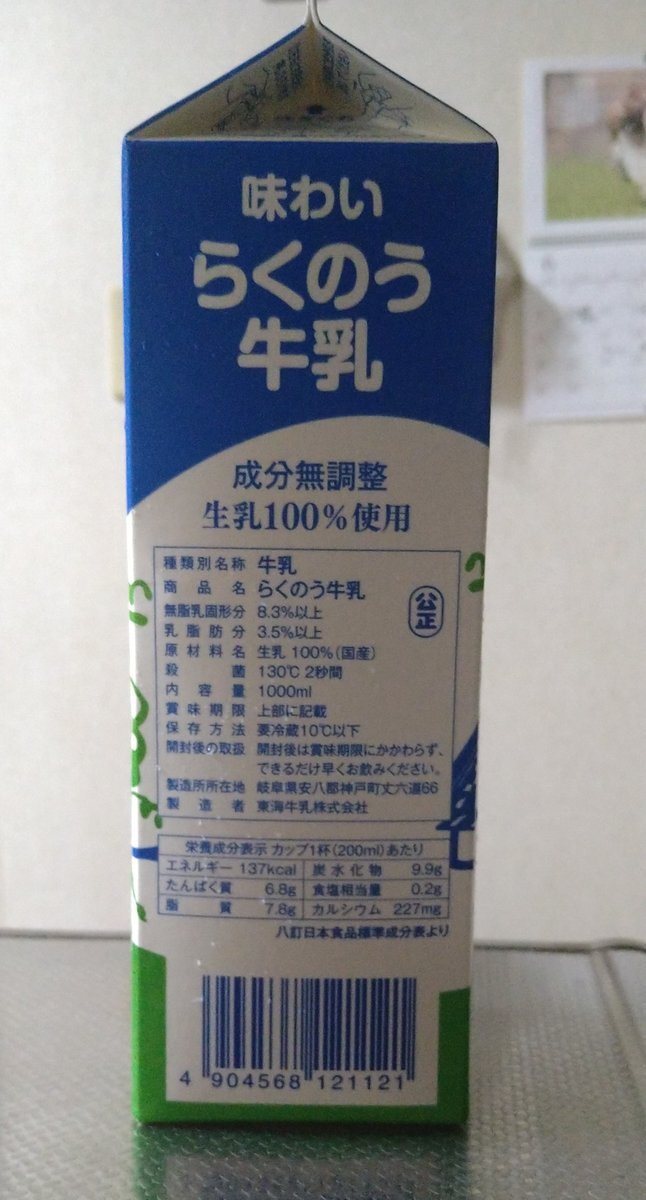 味わい
らくのう
牛乳
成分無調整
生乳100%使用
種類別名称 牛乳
商品名 らくのう牛乳
公正
無脂乳固形分 8.3%以上
乳脂肪分 3.5%以上
原材料名 生乳 100%(国産)
殺菌 130℃ 2秒間
内容量 1000ml
賞味期限 上部に記載
保存方法 要冷蔵10℃以下
開封後の取扱 開封後は賞味期限にかかわらず、
できるだけ早くお飲みください。
製造所所在地 岐阜県安八郡神戸町丈六道66
製造者 東海牛乳株式会社
栄養成分表示 カップ1杯(200ml)あたり
エネルギー 137kcal 炭水化物 9.9g
たんぱく質 6.8g 食塩相当量 0.2g
脂質 7.8g カルシウム 227mg
八訂日本食品標準成分表より
4 904568 121121